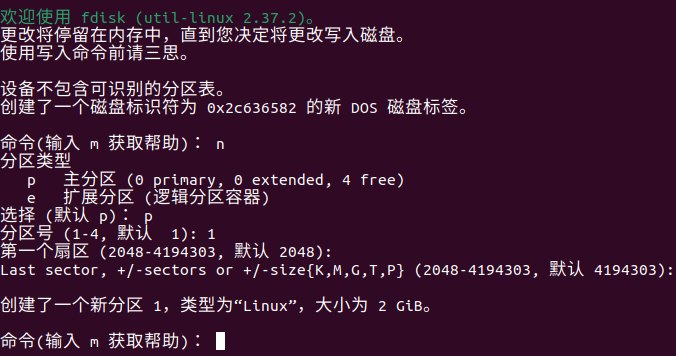 欢迎使用 fdisk (util-linux 2.37.2)。
更改将停留在内存中，直到您决定将更改写入磁盘。
使用写入命令前请三思。
设备不包含可识别的分区表。
创建了一个磁盘标识符为 0x2c636582 的新 DOS 磁盘标签。
命令(输入 m 获取帮助)： n
分区类型
p 主分区 (0 primary, 0 extended, 4 free)
e 扩展分区 (逻辑分区容器)
选择 (默认 p)： p
分区号 (1-4, 默认  1): 1
第一个扇区 (2048-4194303, 默认 2048):
Last sector, +/-sectors or +/-size{K,M,G,T,P} (2048-4194303, 默认 4194303):
创建了一个新分区 1，类型为“Linux”，大小为 2 GiB。
命令(输入 m 获取帮助)：